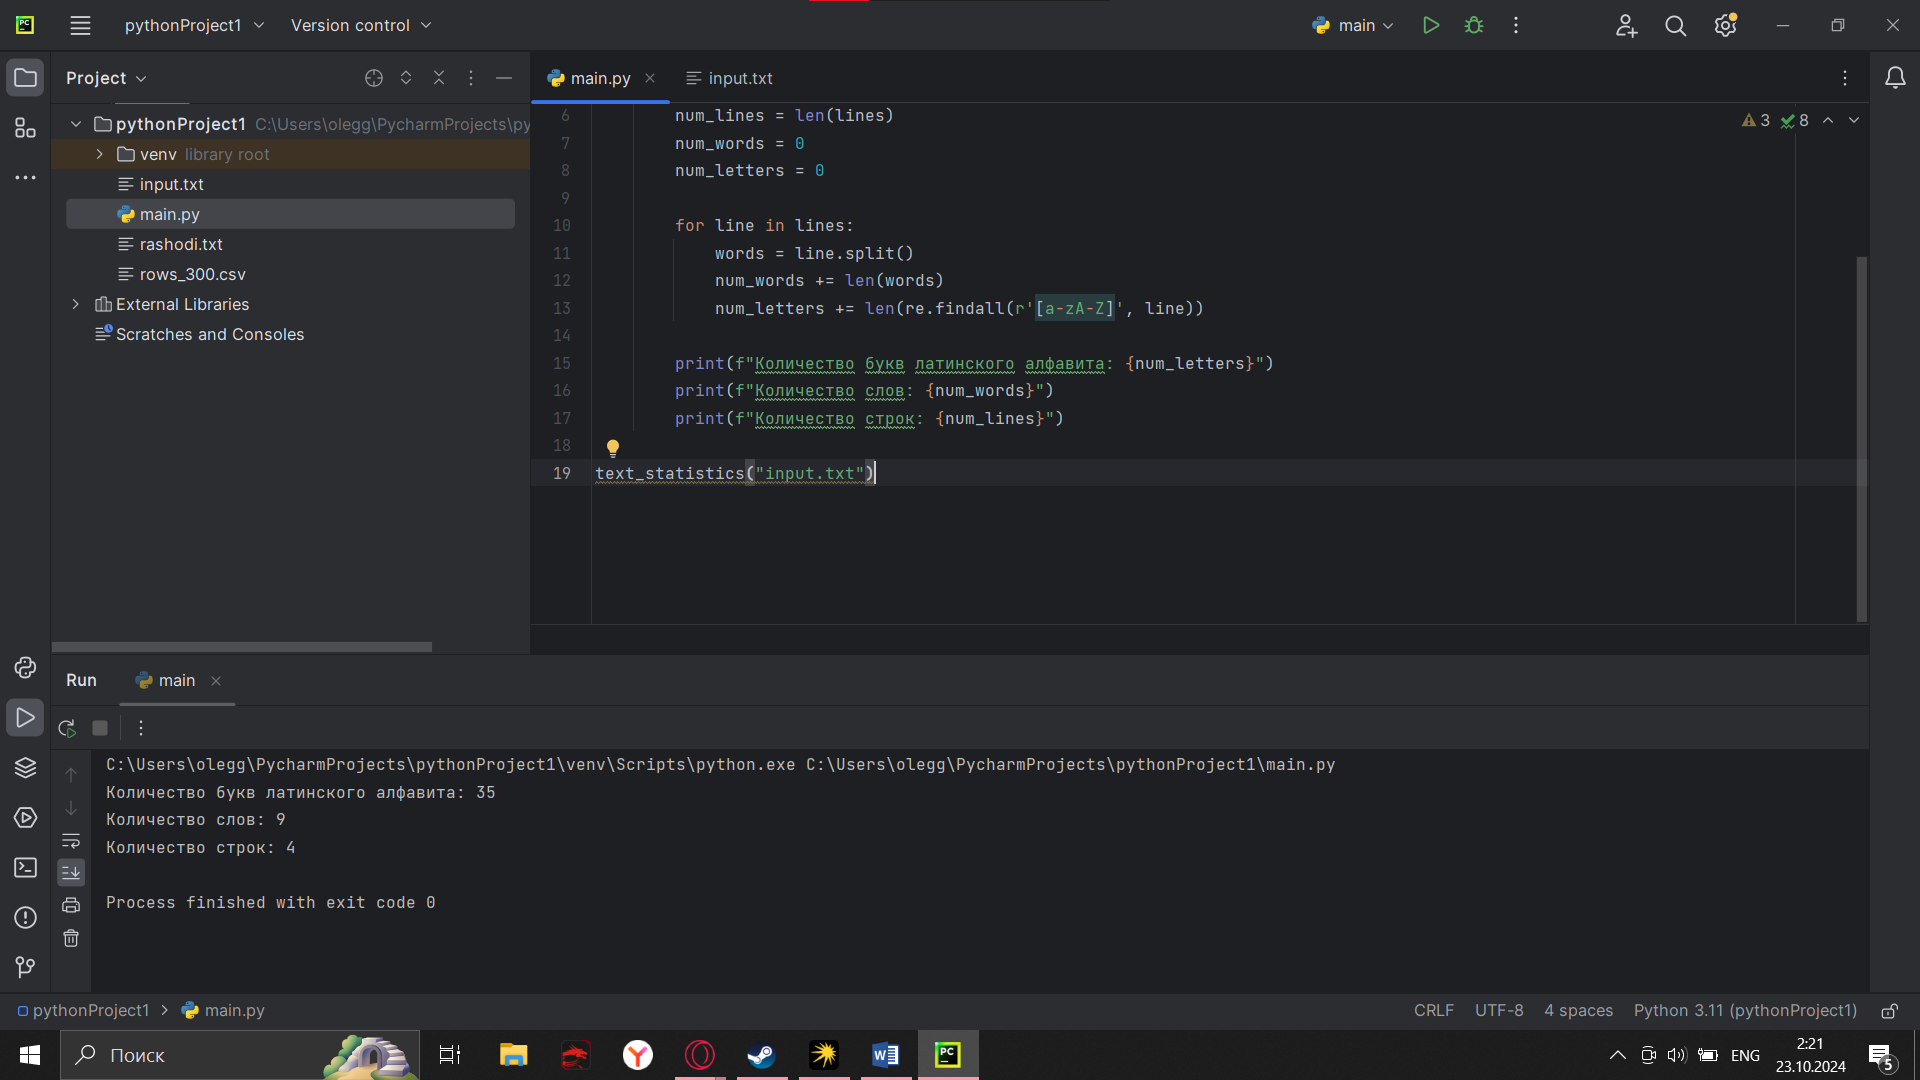 pythonProject1 Version control main
Project
main.py input.txt
pythonProject1 C:\Users\olegg\PycharmProjects\py
venv library root
input.txt
main.py
rashodi.txt
rows_300.csv
External Libraries
Scratches and Consoles
3 8
6 num_lines = len(lines)
7 num_words = 0
8 num_letters = 0
9
10 for line in lines:
11 words = line.split()
12 num_words += len(words)
13 num_letters += len(re.findall(r'[a-zA-Z]', line))
14
15 print(f"Количество букв латинского алфавита: {num_letters}")
16 print(f"Количество слов: {num_words}")
17 print(f"Количество строк: {num_lines}")
18
19 text_statistics("input.txt")
Run main
C:\Users\olegg\PycharmProjects\pythonProject1\venv\Scripts\python.exe C:\Users\olegg\PycharmProjects\pythonProject1\main.py
Количество букв латинского алфавита: 35
Количество слов: 9
Количество строк: 4
Process finished with exit code 0
pythonProject1 main.py CRLF UTF-8 4 spaces Python 3.11 (pythonProject1)
Поиск ENG
2:21
23.10.2024
5